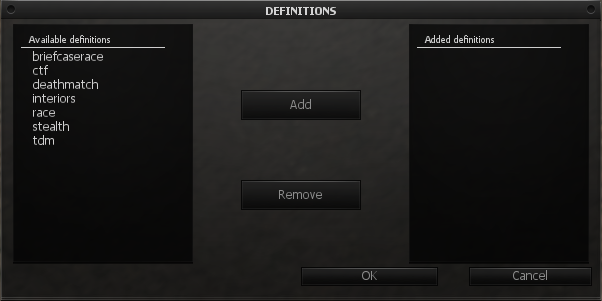 DEFINITIONS
Available definitions
briefcaserace
ctf
deathmatch
interiors
race
stealth
tdm
Add
Remove
Added definitions
OK
Cancel